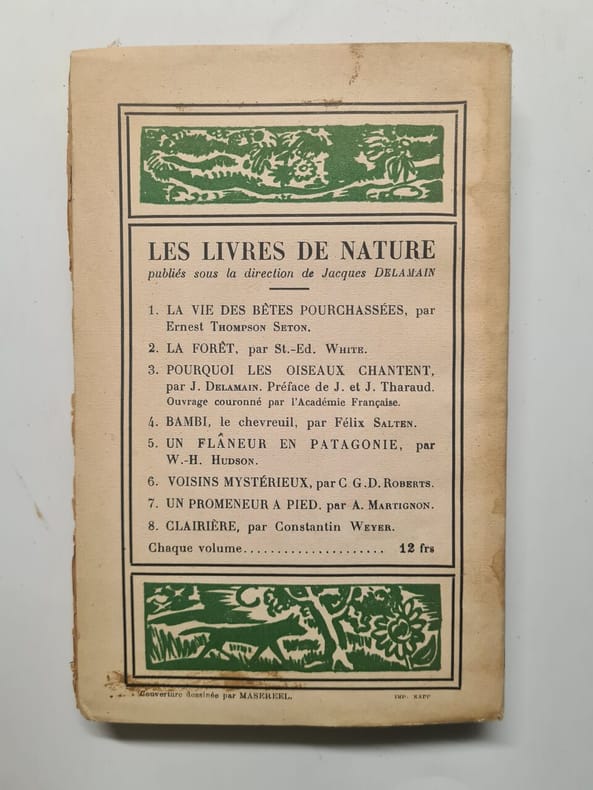 LES LIVRES DE NATURE
publiés sous la direction de Jacques DELAMAIN
1. LA VIE DES BÊTES POURCHASSÉES, par
Ernest THOMPSON SETON.
2. LA FORÊT, par St.-Ed. WHITE.
3. POURQUOI LES OISEAUX CHANTENT,
par J. DELAMAIN. Préface de J. et J. Tharaud.
Ouvrage couronné par l'Académie Française.
4. BAMBI, le chevreuil, par Félix SALTEN.
5. UN FLÂNEUR EN PATAGONIE, par
W.-H. HUDSON.
6. VOISINS MYSTÉRIEUX, par C G.D. ROBERTS.
7. UN PROMENEUR A PIED. par A. MARTIGNON.
8. CLAIRIÈRE, par Constantin WEYER.
Chaque volume..................... 12 frs
Couverture dessinée par MASEREEL.
IMP. KAPP